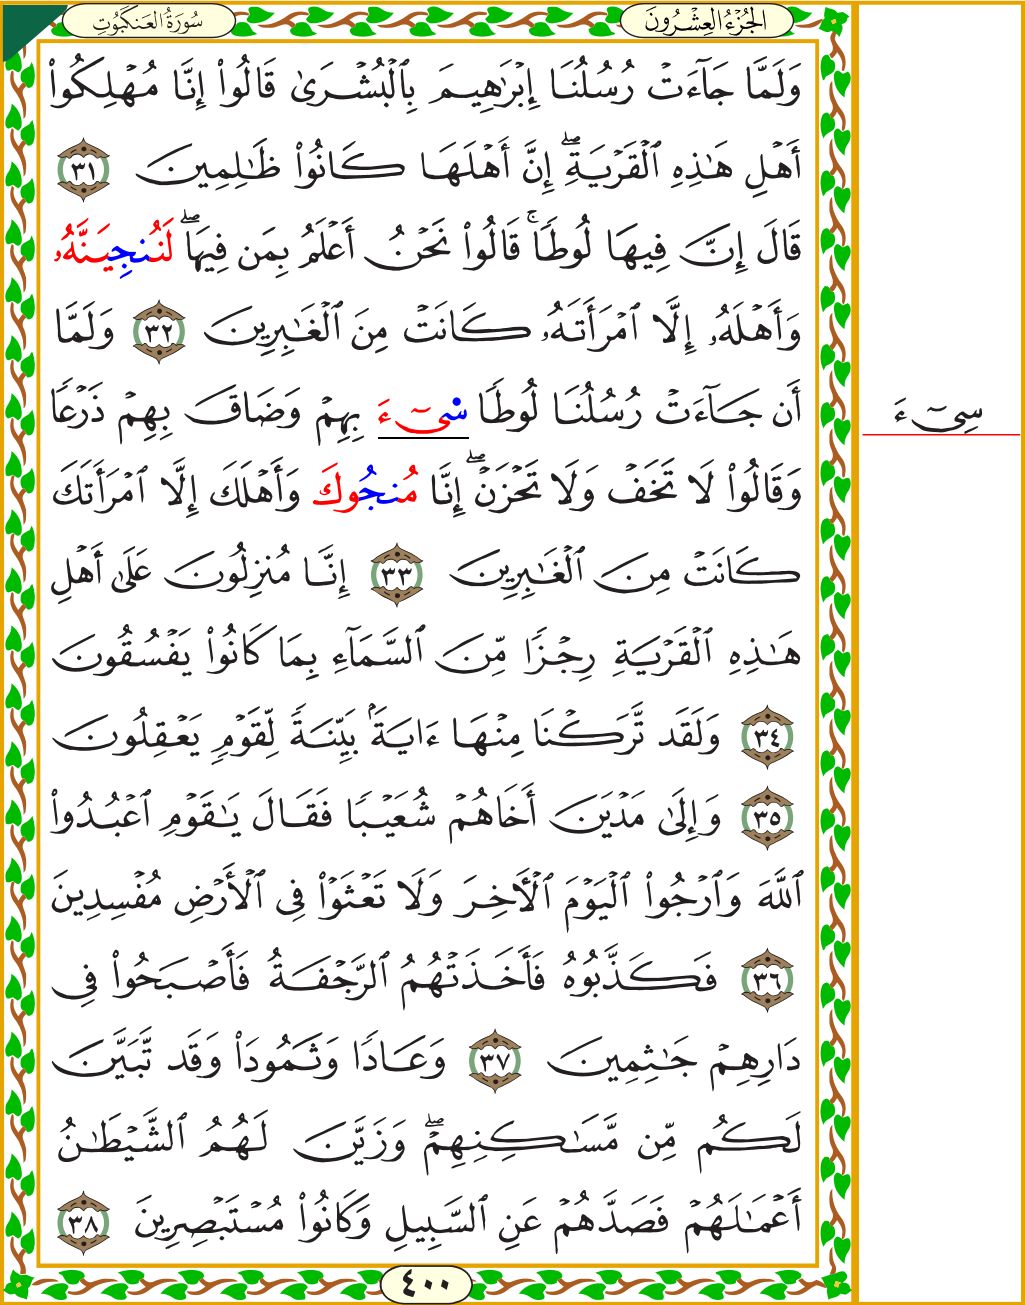 الجُزْءُ العِشْرُونَ
سُورَةُ العَنكَبُوتِ
وَلَمَّا جَآءَتْ رُسُلُنَا إِبْرَٰهِيمَ بِٱلْبُشْرَىٰ قَالُوٓا۟ إِنَّا مُهْلِكُوٓا۟
أَهْلِ هَٰذِهِ ٱلْقَرْيَةِۖ إِنَّ أَهْلَهَا كَانُوا۟ ظَٰلِمِينَ ٣١
قَالَ إِنَّ فِيهَا لُوطًاۚ قَالُوا۟ نَحْنُ أَعْلَمُ بِمَن فِيهَاۖ لَنُنجِيَنَّهُۥ
وَأَهْلَهُۥ إِلَّا ٱمْرَأَتَهُۥ كَانَتْ مِنَ ٱلْغَٰبِرِينَ ٣٢ وَلَمَّا
أَن جَآءَتْ رُسُلُنَا لُوطًا سْىٓءَ بِهِمْ وَضَاقَ بِهِمْ ذَرْعًا
سِىٓءَ
وَقَالُوا۟ لَا تَخَفْ وَلَا تَحْزَنْۖ إِنَّا مُنجُوكَ وَأَهْلَكَ إِلَّا ٱمْرَأَتَكَ
كَانَتْ مِنَ ٱلْغَٰبِرِينَ ٣٣ إِنَّا مُنزِلُونَ عَلَىٰ أَهْلِ
هَٰذِهِ ٱلْقَرْيَةِ رِجْزًا مِّنَ ٱلسَّمَآءِ بِمَا كَانُوا۟ يَفْسُقُونَ
٣٤ وَلَقَد تَّرَكْنَا مِنْهَا ءَايَةًۢ بَيِّنَةً لِّقَوْمٍ يَعْقِلُونَ
٣٥ وَإِلَىٰ مَدْيَنَ أَخَاهُمْ شُعَيْبًا فَقَالَ يَٰقَوْمِ ٱعْبُدُوا۟
ٱللَّهَ وَٱرْجُوا۟ ٱلْيَوْمَ ٱلْأَخِرَ وَلَا تَعْثَوْا۟ فِى ٱلْأَرْضِ مُفْسِدِينَ
٣٦ فَكَذَّبُوهُ فَأَخَذَتْهُمُ ٱلرَّجْفَةُ فَأَصْبَحُوا۟ فِى
دَارِهِمْ جَٰثِمِينَ ٣٧ وَعَادًا وَثَمُودَا۟ وَقَد تَّبَيَّنَ
لَكُم مِّن مَّسَٰكِنِهِمْۖ وَزَيَّنَ لَهُمُ ٱلشَّيْطَٰنُ
أَعْمَٰلَهُمْ فَصَدَّهُمْ عَنِ ٱلسَّبِيلِ وَكَانُوا۟ مُسْتَبْصِرِينَ ٣٨
٤٠٠